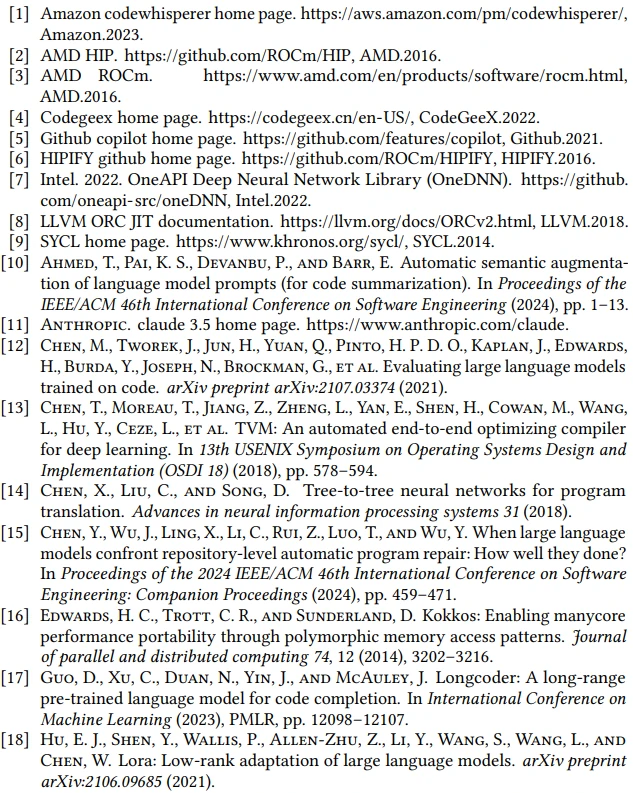 [1] Amazon codewhisperer home page. https://aws.amazon.com/pm/codewhisperer/,
Amazon.2023.
[2] AMD HIP. https://github.com/ROCm/HIP, AMD.2016.
[3] AMD ROCm. https://www.amd.com/en/products/software/rocm.html,
AMD.2016.
[4] Codegeex home page. https://codegeex.cn/en-US/, CodeGeeX.2022.
[5] Github copilot home page. https://github.com/features/copilot, Github.2021.
[6] HIPIFY github home page. https://github.com/ROCm/HIPIFY, HIPIFY.2016.
[7] Intel. 2022. OneAPI Deep Neural Network Library (OneDNN). https://github.
com/oneapi-src/oneDNN, Intel.2022.
[8] LLVM ORC JIT documentation. https://llvm.org/docs/ORCv2.html, LLVM.2018.
[9] SYCL home page. https://www.khronos.org/sycl/, SYCL.2014.
[10] Ahmed, T., Pai, K. S., Devanbu, P., and Barr, E. Automatic semantic augmenta-
tion of language model prompts (for code summarization). In Proceedings of the
IEEE/ACM 46th International Conference on Software Engineering (2024), pp. 1–13.
[11] Anthropic. claude 3.5 home page. https://www.anthropic.com/claude.
[12] Chen, M., Tworek, J., Jun, H., Yuan, Q., Pinto, H. P. D. O., Kaplan, J., Edwards,
H., Burda, Y., Joseph, N., Brockman, G., et al. Evaluating large language models
trained on code. arXiv preprint arXiv:2107.03374 (2021).
[13] Chen, T., Moreau, T., Jiang, Z., Zheng, L., Yan, E., Shen, H., Cowan, M., Wang,
L., Hu, Y., Ceze, L., et al. TVM: An automated end-to-end optimizing compiler
for deep learning. In 13th USENIX Symposium on Operating Systems Design and
Implementation (OSDI 18) (2018), pp. 578–594.
[14] Chen, X., Liu, C., and Song, D. Tree-to-tree neural networks for program
translation. Advances in neural information processing systems 31 (2018).
[15] Chen, Y., Wu, J., Ling, X., Li, C., Rui, Z., Luo, T., and Wu, Y. When large language
models confront repository-level automatic program repair: How well they done?
In Proceedings of the 2024 IEEE/ACM 46th International Conference on Software
Engineering: Companion Proceedings (2024), pp. 459–471.
[16] Edwards, H. C., Trott, C. R., and Sunderland, D. Kokkos: Enabling manycore
performance portability through polymorphic memory access patterns. Journal
of parallel and distributed computing 74, 12 (2014), 3202–3216.
[17] Guo, D., Xu, C., Duan, N., Yin, J., and McAuley, J. Longcoder: A long-range
pre-trained language model for code completion. In International Conference on
Machine Learning (2023), PMLR, pp. 12098–12107.
[18] Hu, E. J., Shen, Y., Wallis, P., Allen-Zhu, Z., Li, Y., Wang, S., Wang, L., and
Chen, W. Lora: Low-rank adaptation of large language models. arXiv preprint
arXiv:2106.09685 (2021).